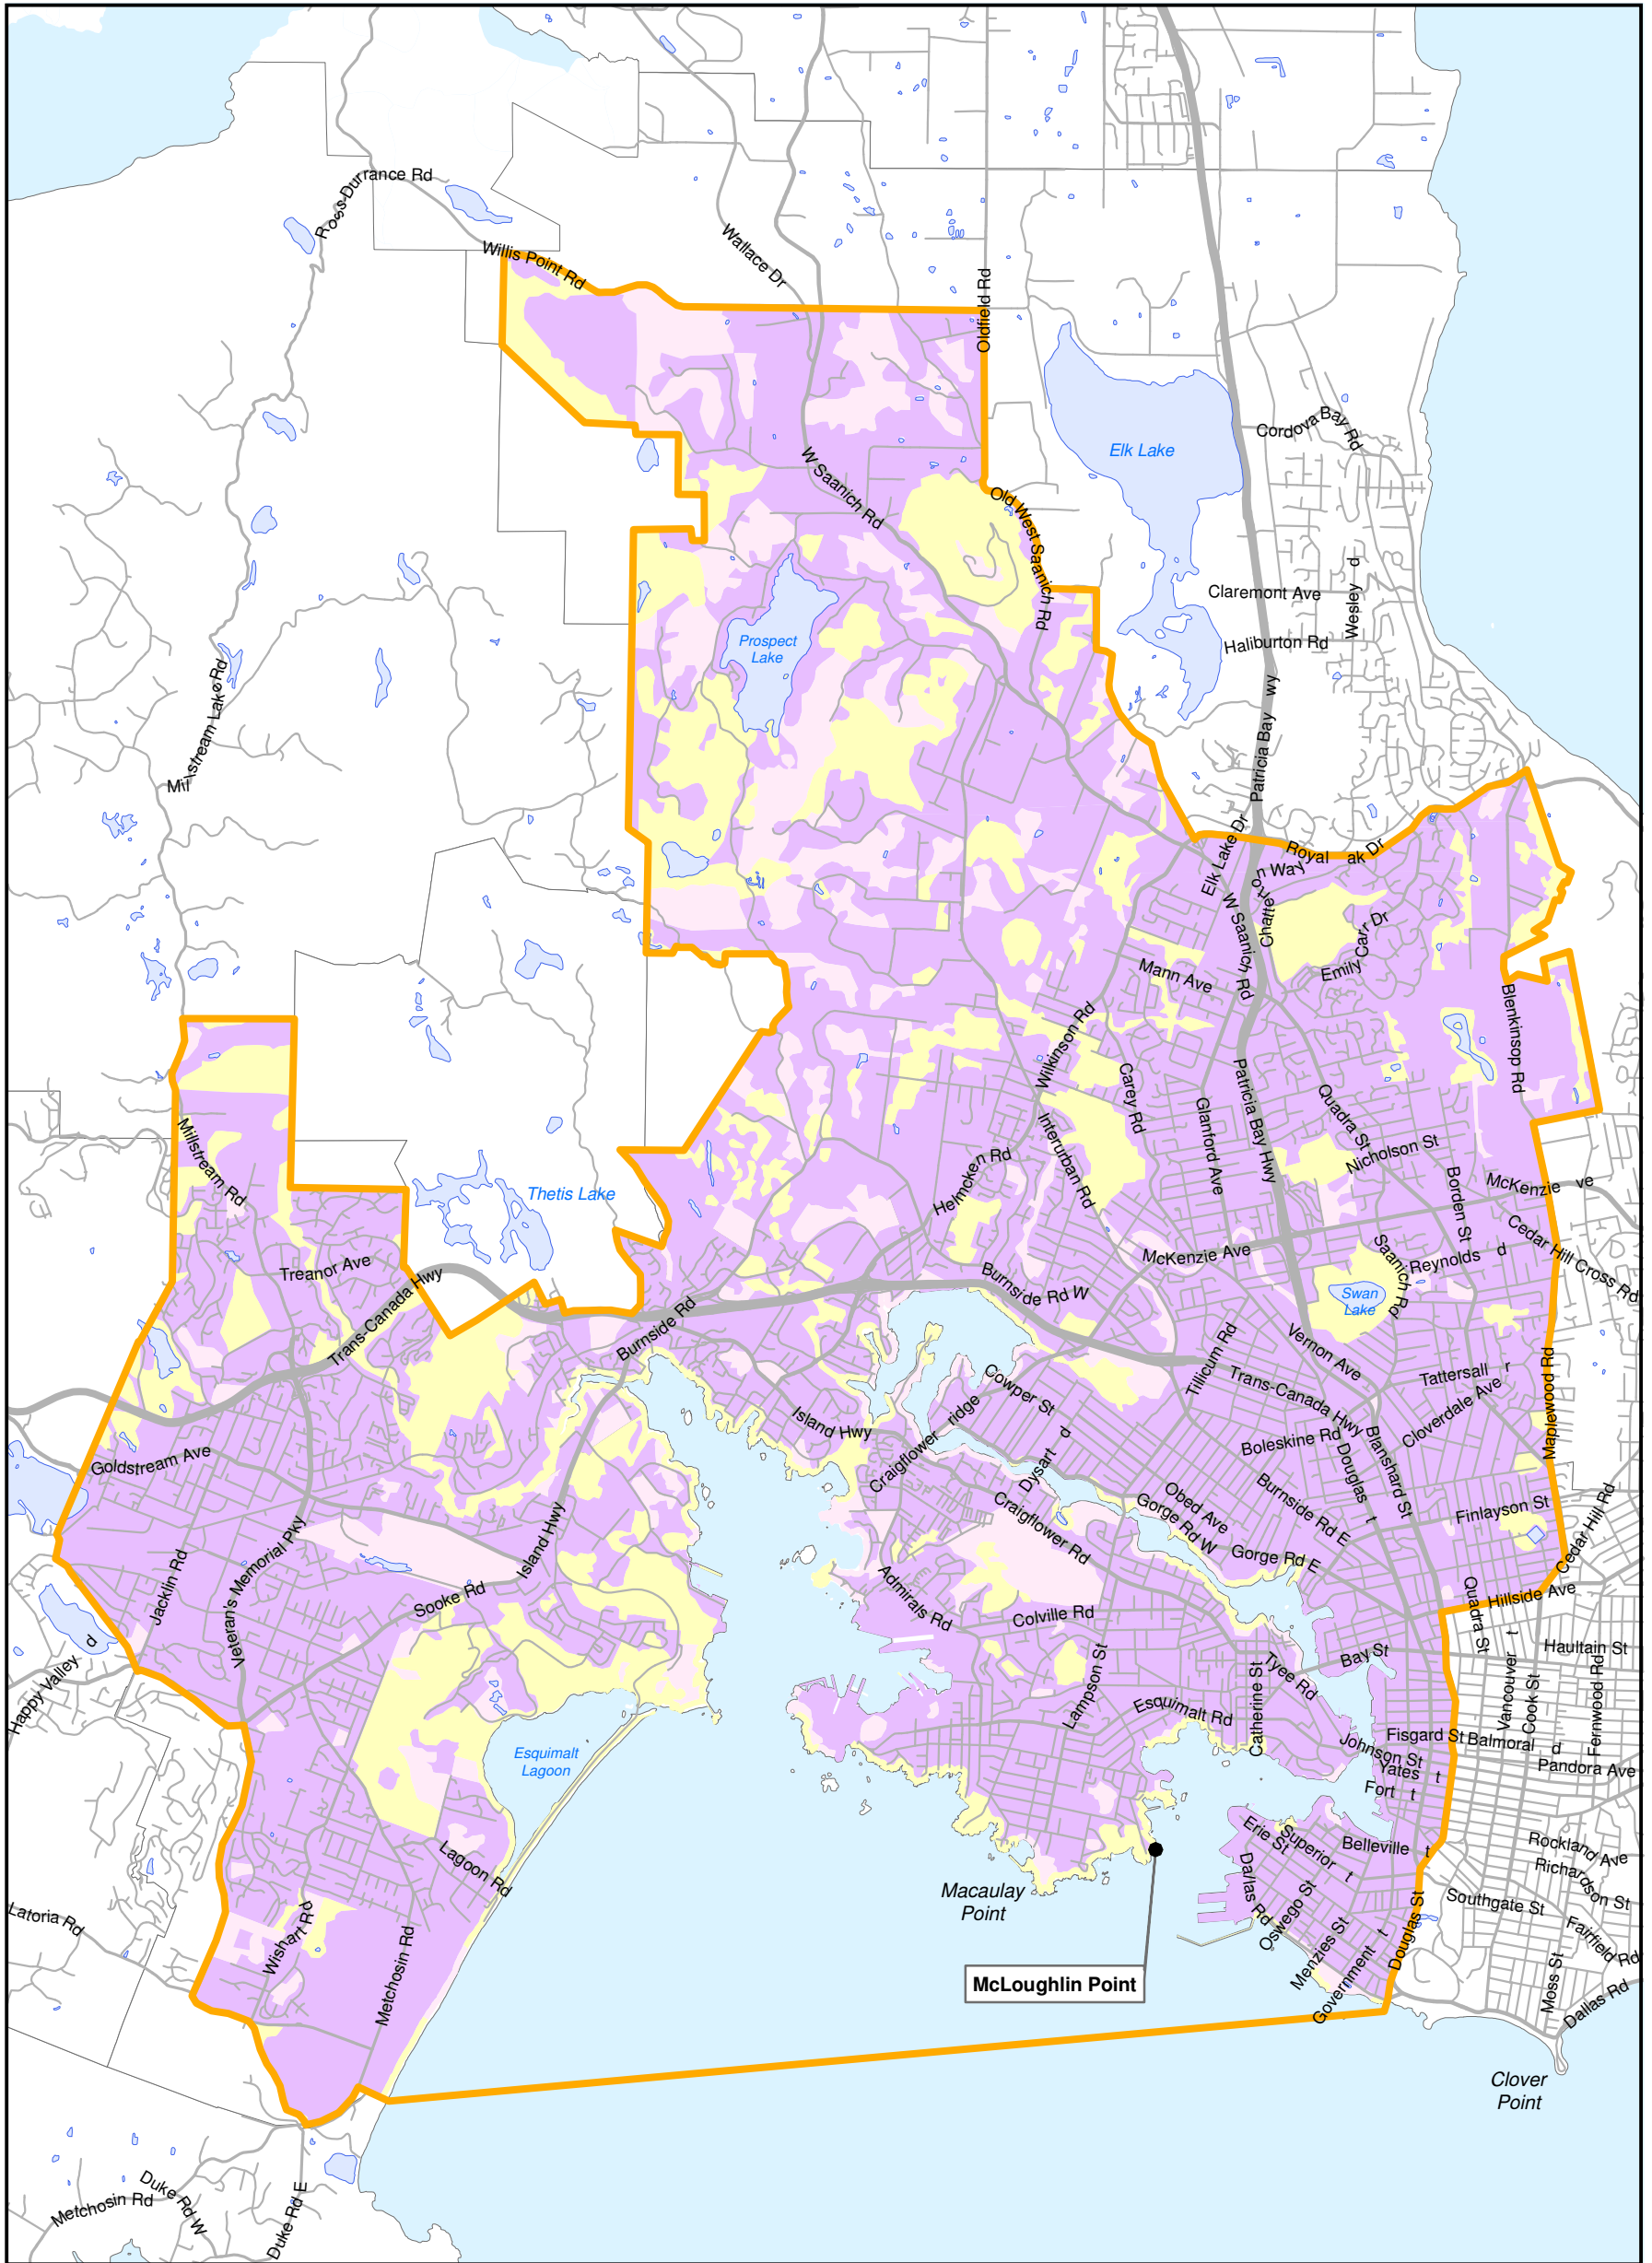 Ross-Durrance Rd
Willis Point Rd
Wallace Dr
Oldfield Rd
Elk Lake
Cordova Bay Rd
W Saanich Rd
Old West Saanich Rd
Claremont Ave
Wesley d
Haliburton Rd
Prospect
Lake
Millstream Lake Rd
Patricia Bay wy
Elk Lake Dr
Royal ak Dr
Chatterton Way
W Saanich Rd
Emily Carr Dr
Mann Ave
Blenkinsop Rd
Wilkinson Rd
Carey Rd
Glanford Ave
Patricia Bay Hwy
Quadra St
Nicholson St
Borden St
McKenzie ve
Millstream Rd
Interurban Rd
Helmcken Rd
Thetis Lake
Cedar Hill Cross Rd
Treanor Ave
McKenzie Ave
Saanich Rd
Reynolds d
Trans-Canada Hwy
Burnside Rd W
Swan
Lake
Burnside Rd
Vernon Ave
Tillicum Rd
Tattersall r
Maplewood Rd
Cowper St
Trans-Canada Hwy
Cloverdale Ave
Island Hwy
Craigflower ridge
Boleskine Rd
Blanshard St
Douglas t
Goldstream Ave
Dysart d
Obed Ave
Burnside Rd E
Finlayson St
Gorge Rd W
Craigflower Rd
Gorge Rd E
Cedar Hill Rd
Veteran's Memorial Pky
Island Hwy
Jacklin Rd
Sooke Rd
Admirals Rd
Colville Rd
Hillside Ave
Quadra St
Happy Valley d
Lampson St
Catherine St
Tyee Rd
Bay St
Haultain St
Vancouver t
Cook St
Fernwood Rd
Esquimalt Rd
Esquimalt
Lagoon
Fisgard St
Balmoral d
Johnson St
Yates t
Pandora Ave
Fort t
Lagoon Rd
Erie St
Superior t
Belleville t
Rockland Ave
Richardson St
Macaulay
Point
Dallas Rd
Oswego St
Southgate St
Latoria Rd
Wishart Rd
Menzies St
Douglas St
Fairfield Rd
Metchosin Rd
McLoughlin Point
Government t
Moss St
Dallas Rd
Clover
Point
Metchosin Rd
Duke Rd W
Duke Rd E